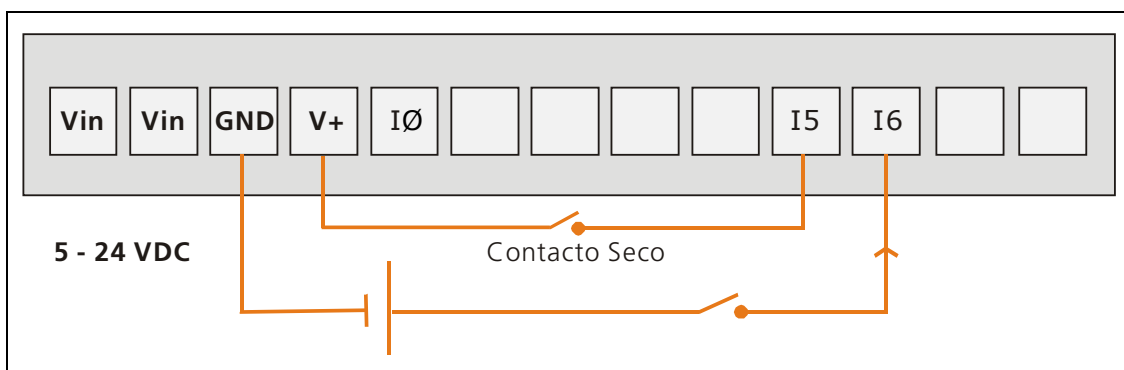 Vin Vin GND V+ IØ I5 I6
5 - 24 VDC Contacto Seco